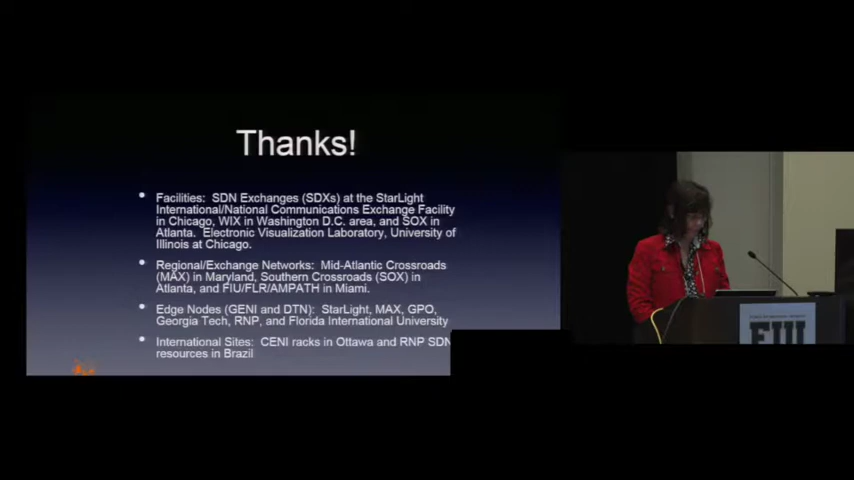 Thanks!
• Facilities: SDN Exchanges (SDXs) at the StarLight
International/National Communications Exchange Facility
in Chicago, WIX in Washington D.C. area, and SOX in
Atlanta. Electronic Visualization Laboratory, University of
Illinois at Chicago.
• Regional/Exchange Networks: Mid-Atlantic Crossroads
(MAX) in Maryland, Southern Crossroads (SOX) in
Atlanta, and FIU/FLR/AMPATH in Miami.
• Edge Nodes (GENI and DTN): StarLight, MAX, GPO,
Georgia Tech, RNP, and Florida International University
• International Sites: CENI racks in Ottawa and RNP SDN
resources in Brazil
FIU